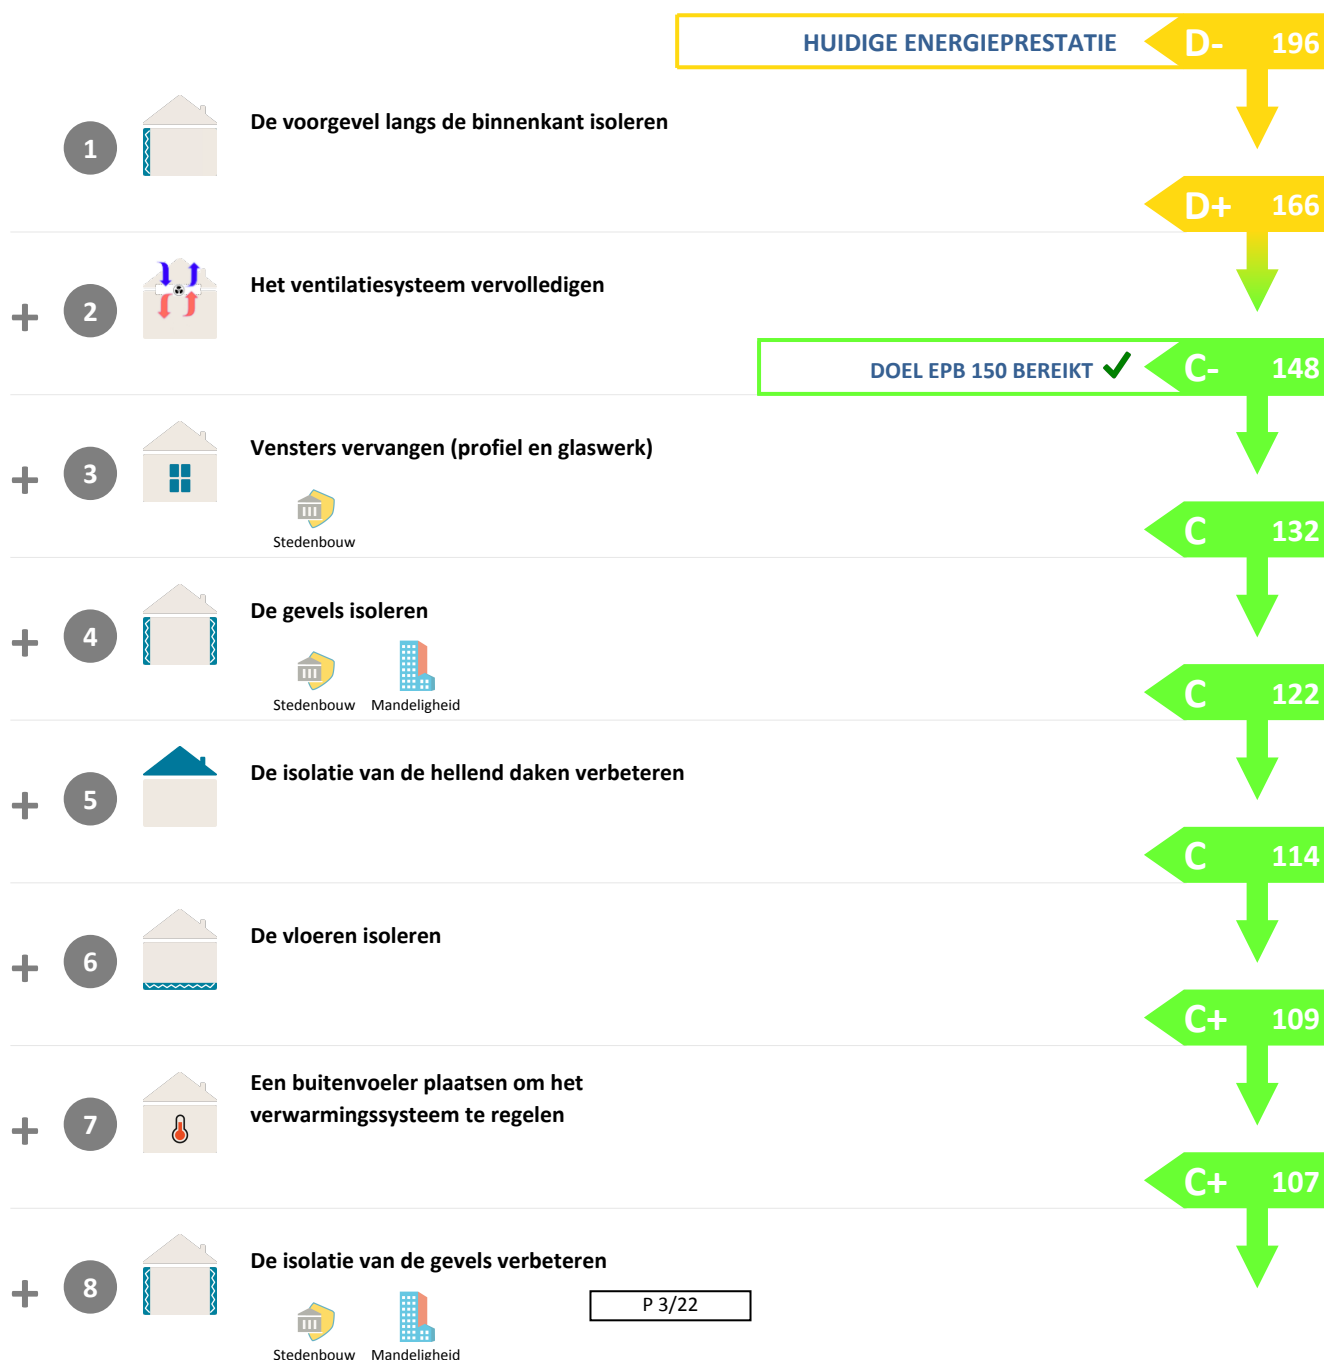 HUIDIGE ENERGIEPRESTATIE D- 196
1 De voorgevel langs de binnenkant isoleren
D+ 166
+ 2 Het ventilatiesysteem vervolledigen
DOEL EPB 150 BEREIKT ✓ C- 148
+ 3 Vensters vervangen (profiel en glaswerk)
Stedenbouw
C 132
+ 4 De gevels isoleren
Stedenbouw Mandeligheid
C 122
+ 5 De isolatie van de hellend daken verbeteren
C 114
+ 6 De vloeren isoleren
C+ 109
Een buitenvoeler plaatsen om het
+ 7 verwarmingssysteem te regelen
C+ 107
+ 8 De isolatie van de gevels verbeteren
P 3/22
Stedenbouw Mandeligheid